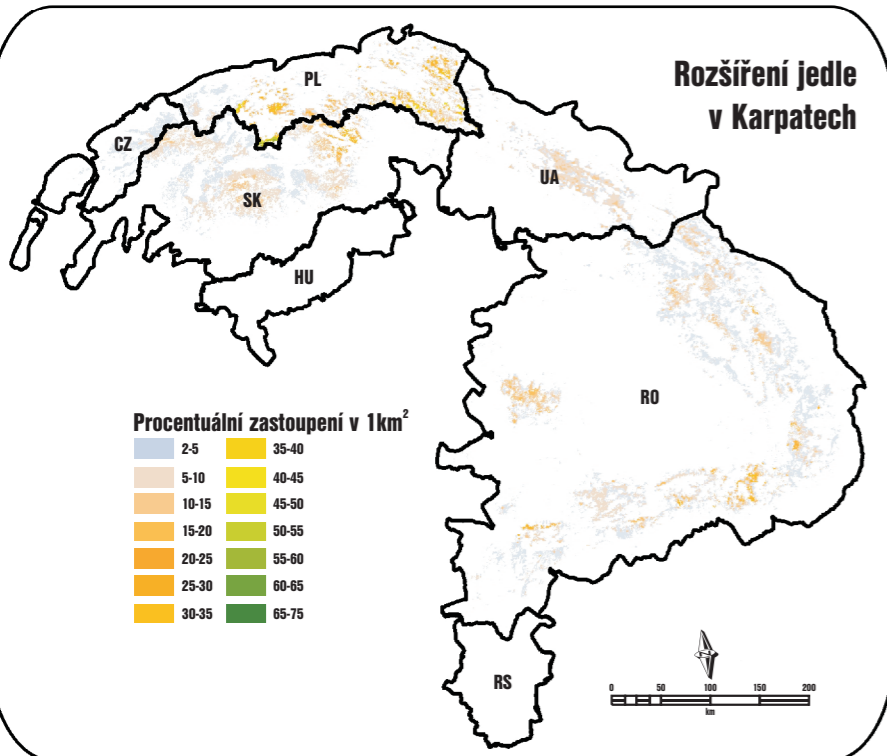 Rozšíření jedle
v Karpatech
PL
CZ
SK
UA
HU
RO
RS
Procentuální zastoupení v 1km²
2-5
5-10
10-15
15-20
20-25
25-30
30-35
35-40
40-45
45-50
50-55
55-60
60-65
65-75
0 50 100 150 200
km